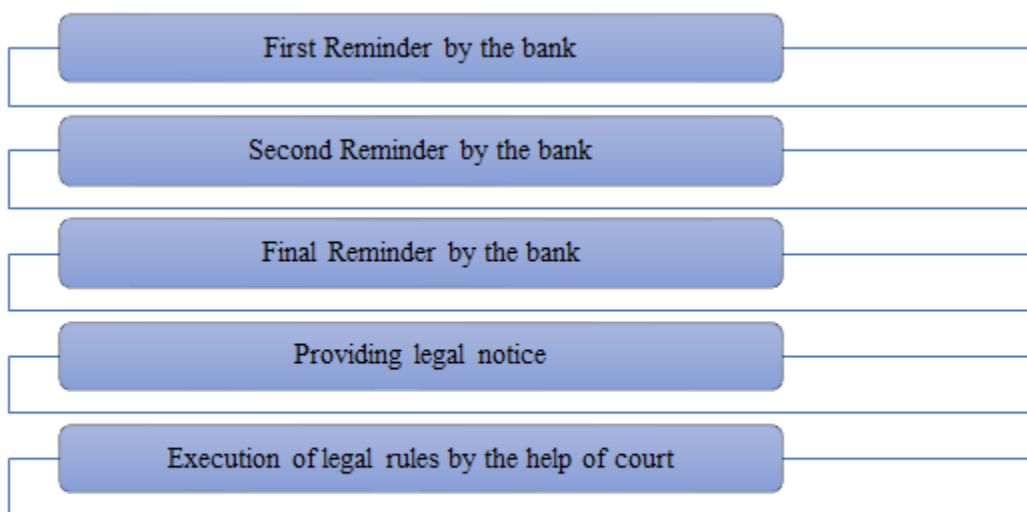 First Reminder by the bank
Second Reminder by the bank
Final Reminder by the bank
Providing legal notice
Execution of legal rules by the help of court